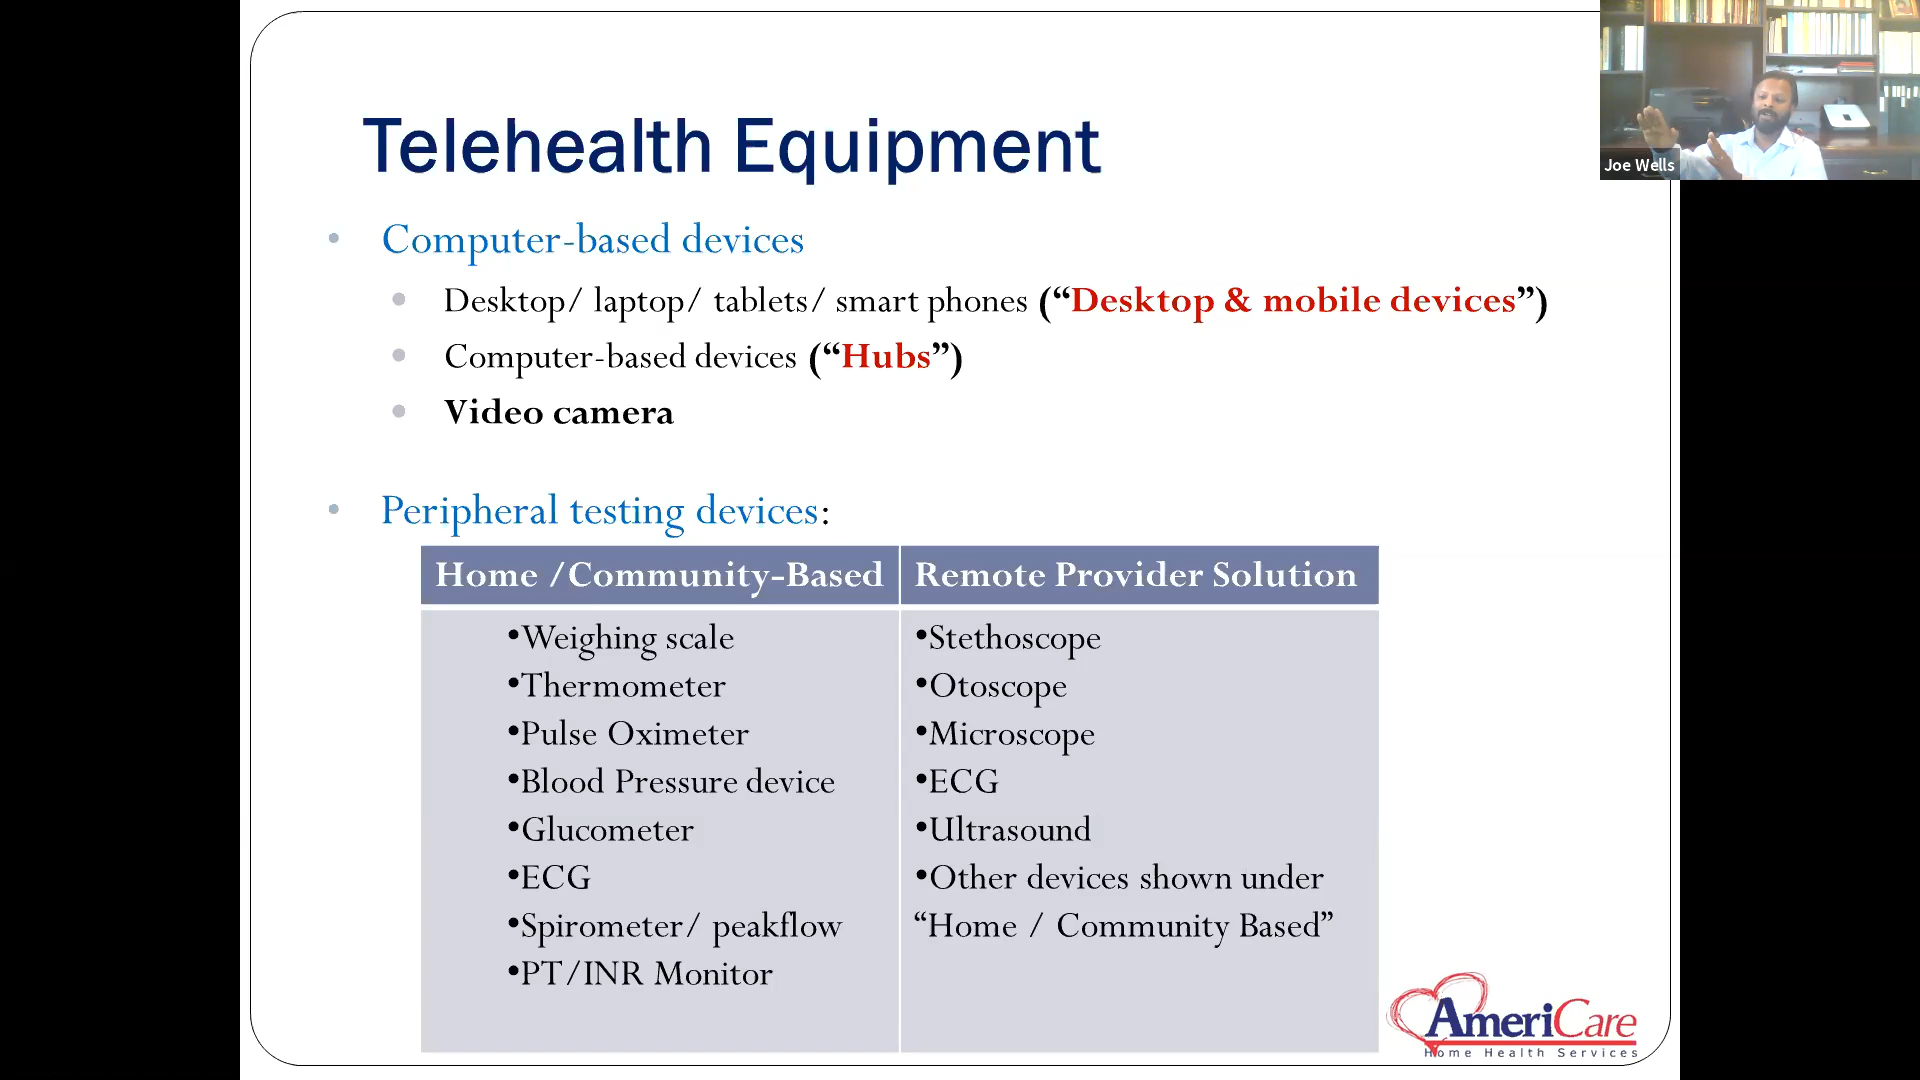 Telehealth Equipment
Joe Wells
• Computer-based devices
• Desktop/ laptop/ tablets/ smart phones (“Desktop & mobile devices”)
• Computer-based devices (“Hubs”)
• Video camera
• Peripheral testing devices:
Home /Community-Based
•Weighing scale
•Thermometer
•Pulse Oximeter
•Blood Pressure device
•Glucometer
•ECG
•Spirometer/ peakflow
•PT/INR Monitor
Remote Provider Solution
•Stethoscope
•Otoscope
•Microscope
•ECG
•Ultrasound
•Other devices shown under
“Home / Community Based”
AmeriCare
Home Health Services